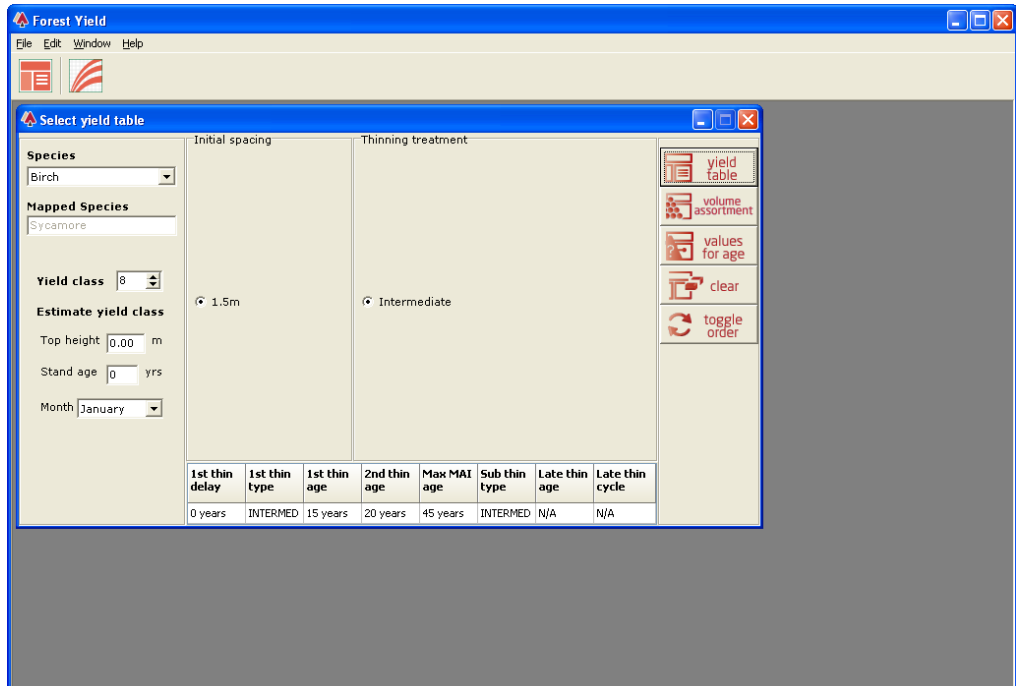 Forest Yield
File Edit Window Help
Select yield table
Species
Birch
Mapped Species
Sycamore
Yield class 8
Estimate yield class
Top height 0.00 m
Stand age 0 yrs
Month January
Initial spacing
1.5m
Thinning treatment
Intermediate
1st thin delay 1st thin type 1st thin age 2nd thin age Max MAI age Sub thin type Late thin age Late thin cycle
0 years INTERMED 15 years 20 years 45 years INTERMED N/A N/A
yield
table
volume
assortment
values
for age
clear
toggle
order